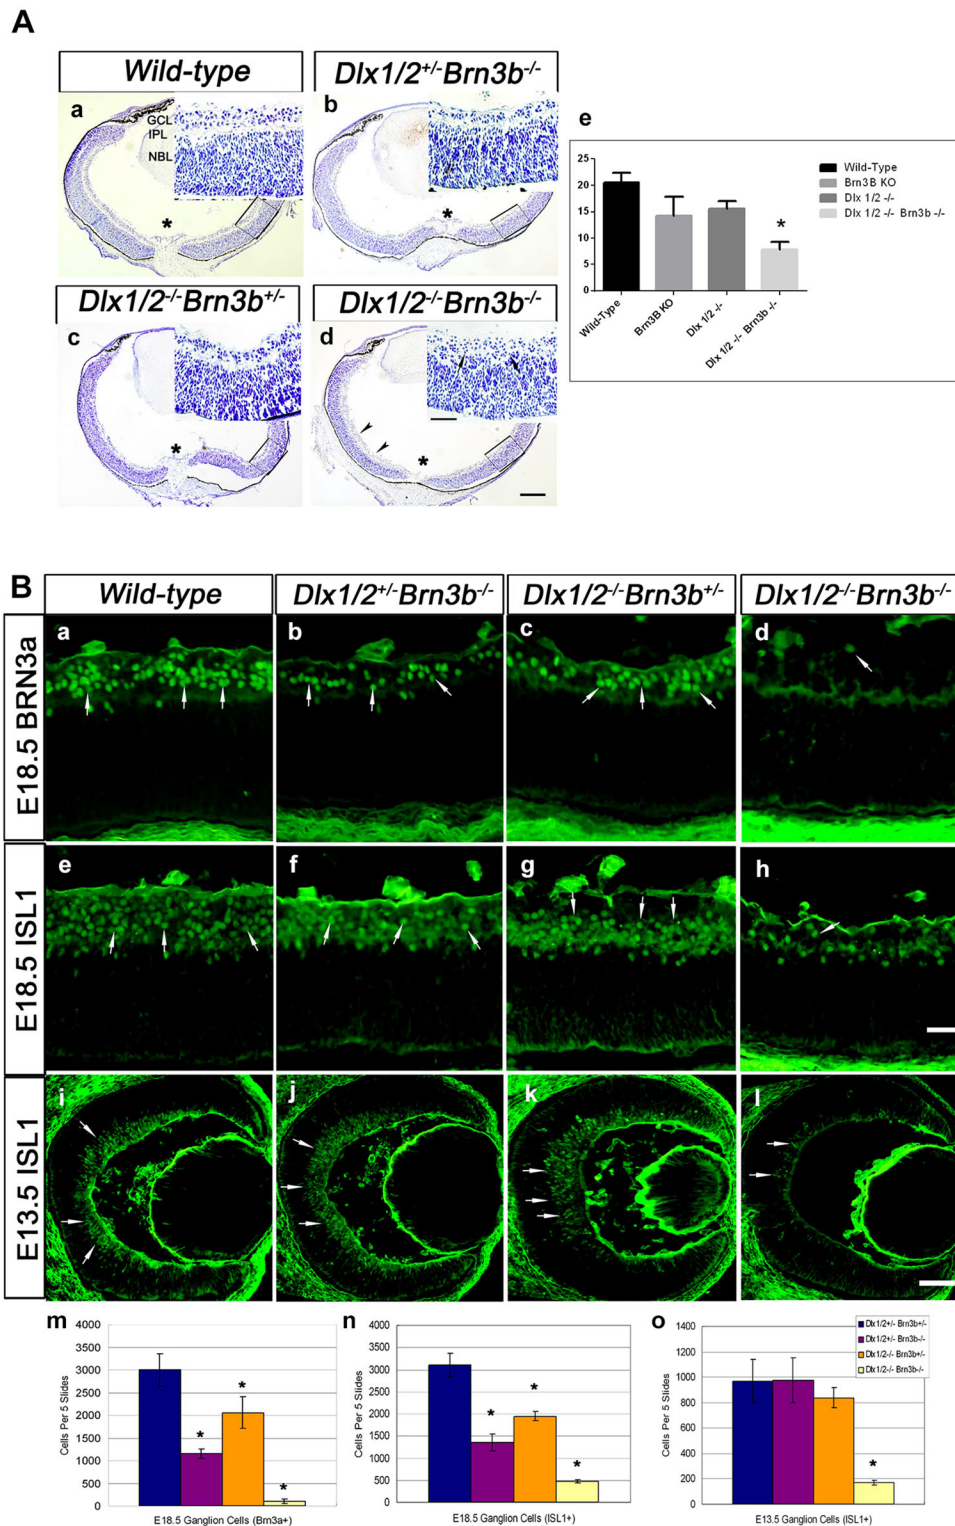 A
Wild-type
Dlx1/2+/-Brn3b-/-
a
GCL
IPL
NBL
*
b
*
Dlx1/2-/-Brn3b+/-
Dlx1/2-/-Brn3b-/-
c
*
d
*
e
25
20
15
10
5
0
*
Wild-Type
Brn3B KO
Dlx 1/2 -/-
Dlx 1/2 -/- Brn3b -/-
Wild-Type
Brn3B KO
Dlx 1/2 -/-
Dlx 1/2 -/- Brn3b -/-
B
Wild-type
Dlx1/2+/-Brn3b-/-
Dlx1/2-/-Brn3b+/-
Dlx1/2-/-Brn3b-/-
E18.5 BRN3a
a
b
c
d
E18.5 ISL1
e
f
g
h
E13.5 ISL1
i
j
k
l
m
Cells Per 5 Slides
4000
3500
3000
2500
2000
1500
1000
500
0
*
*
*
E18.5 Ganglion Cells (Brn3a+)
n
Cells Per 5 Slides
4000
3500
3000
2500
2000
1500
1000
500
0
*
*
*
E18.5 Ganglion Cells (ISL1+)
o
Cells Per 5 Slides
1400
1200
1000
800
600
400
200
0
*
Dlx1/2+/- Brn3b+/-
Dlx1/2+/- Brn3b-/-
Dlx1/2-/- Brn3b+/-
Dlx1/2-/- Brn3b-/-
E13.5 Ganglion Cells (ISL1+)